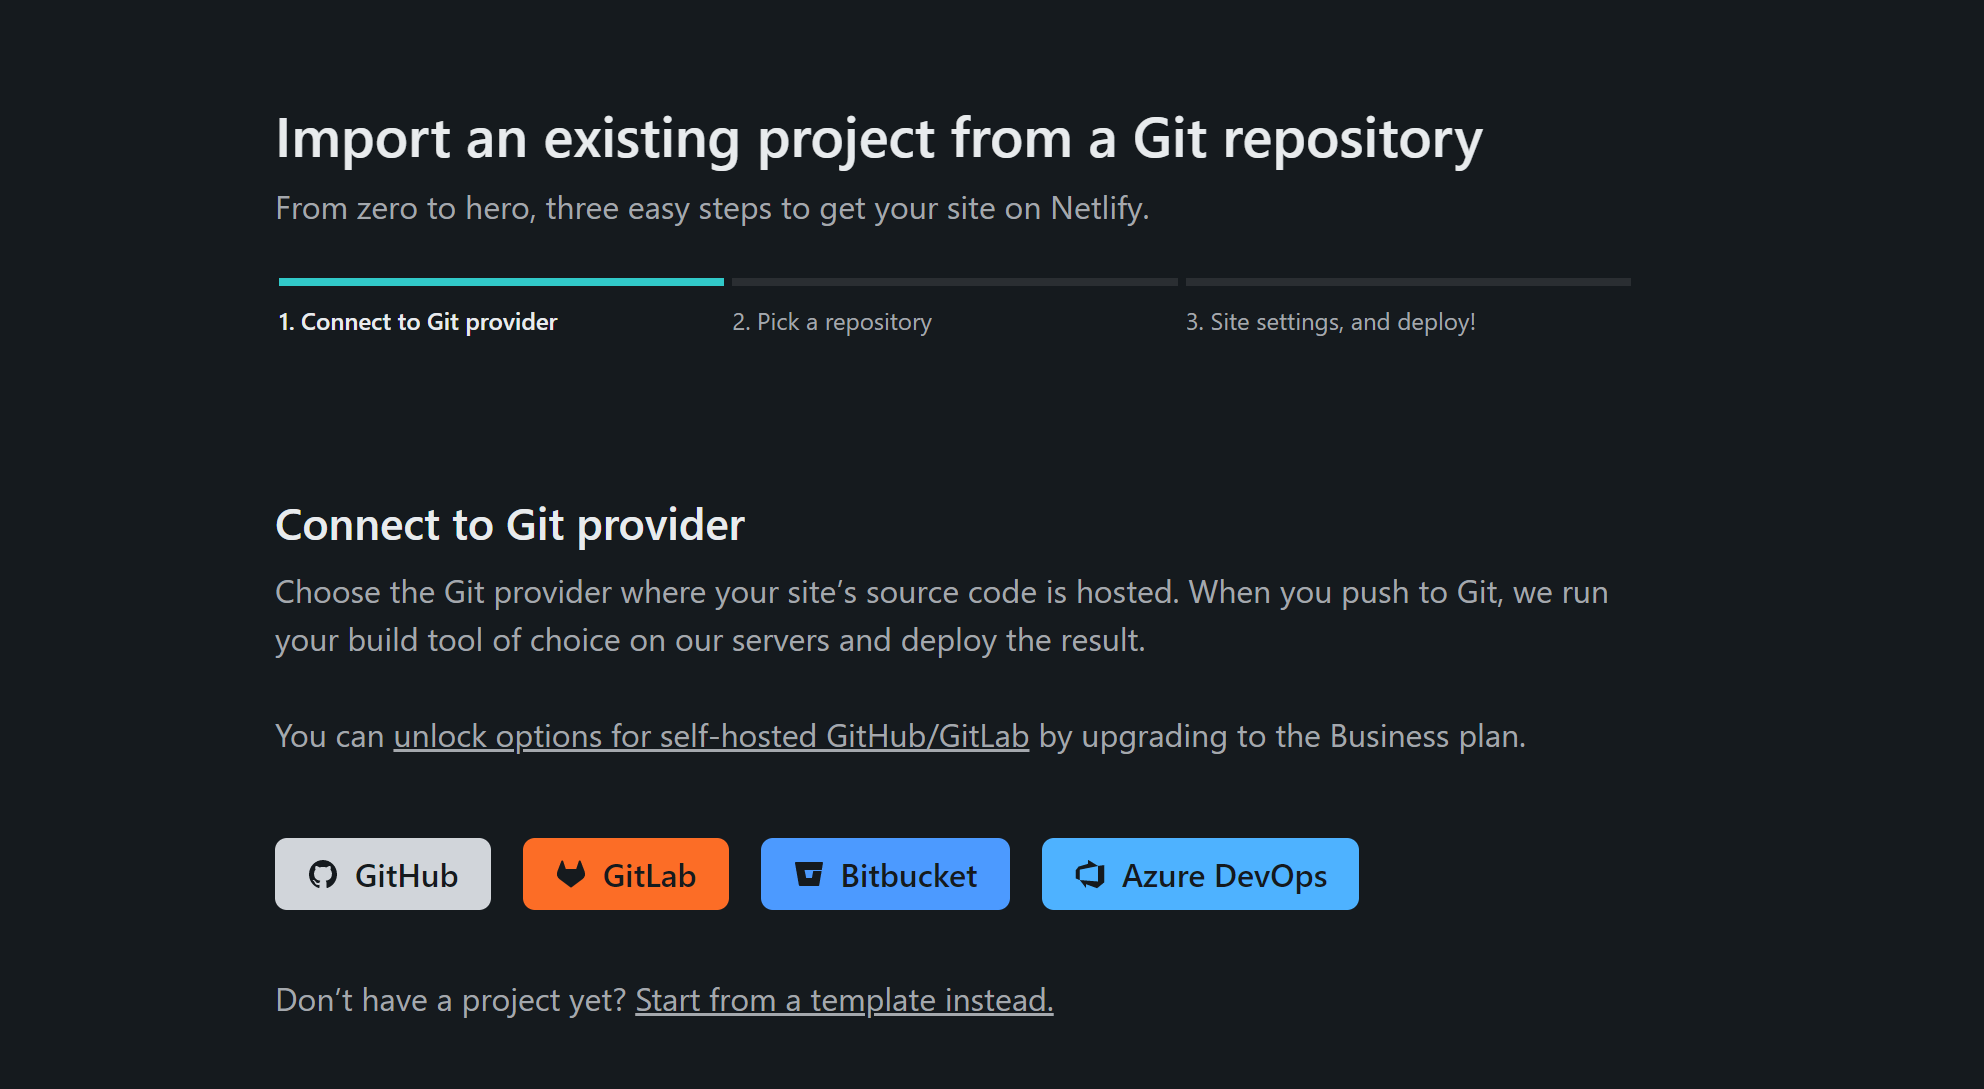 Import an existing project from a Git repository
From zero to hero, three easy steps to get your site on Netlify.
1. Connect to Git provider
2. Pick a repository
3. Site settings, and deploy!
Connect to Git provider
Choose the Git provider where your site’s source code is hosted. When you push to Git, we run
your build tool of choice on our servers and deploy the result.
You can unlock options for self-hosted GitHub/GitLab by upgrading to the Business plan.
GitHub
GitLab
Bitbucket
Azure DevOps
Don’t have a project yet? Start from a template instead.